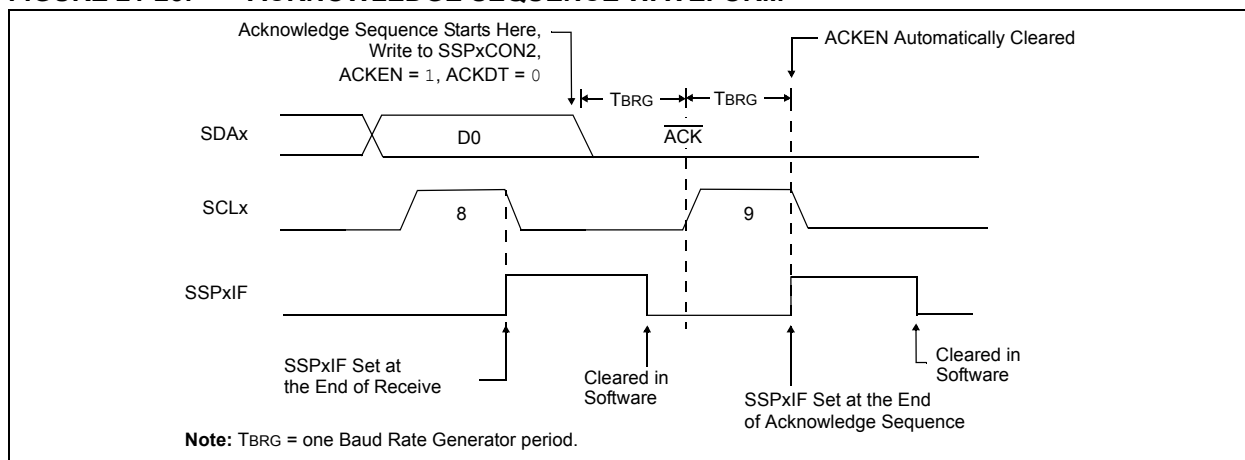 Acknowledge Sequence Starts Here,
Write to SSPxCON2,
ACKEN = 1, ACKDT = 0
ACKEN Automatically Cleared
TBRG
TBRG
SDAx
D0
ACK
SCLx
8
9
SSPxIF
SSPxIF Set at
the End of Receive
Cleared in
Software
SSPxIF Set at the End
of Acknowledge Sequence
Cleared in
Software
Note: TBRG = one Baud Rate Generator period.